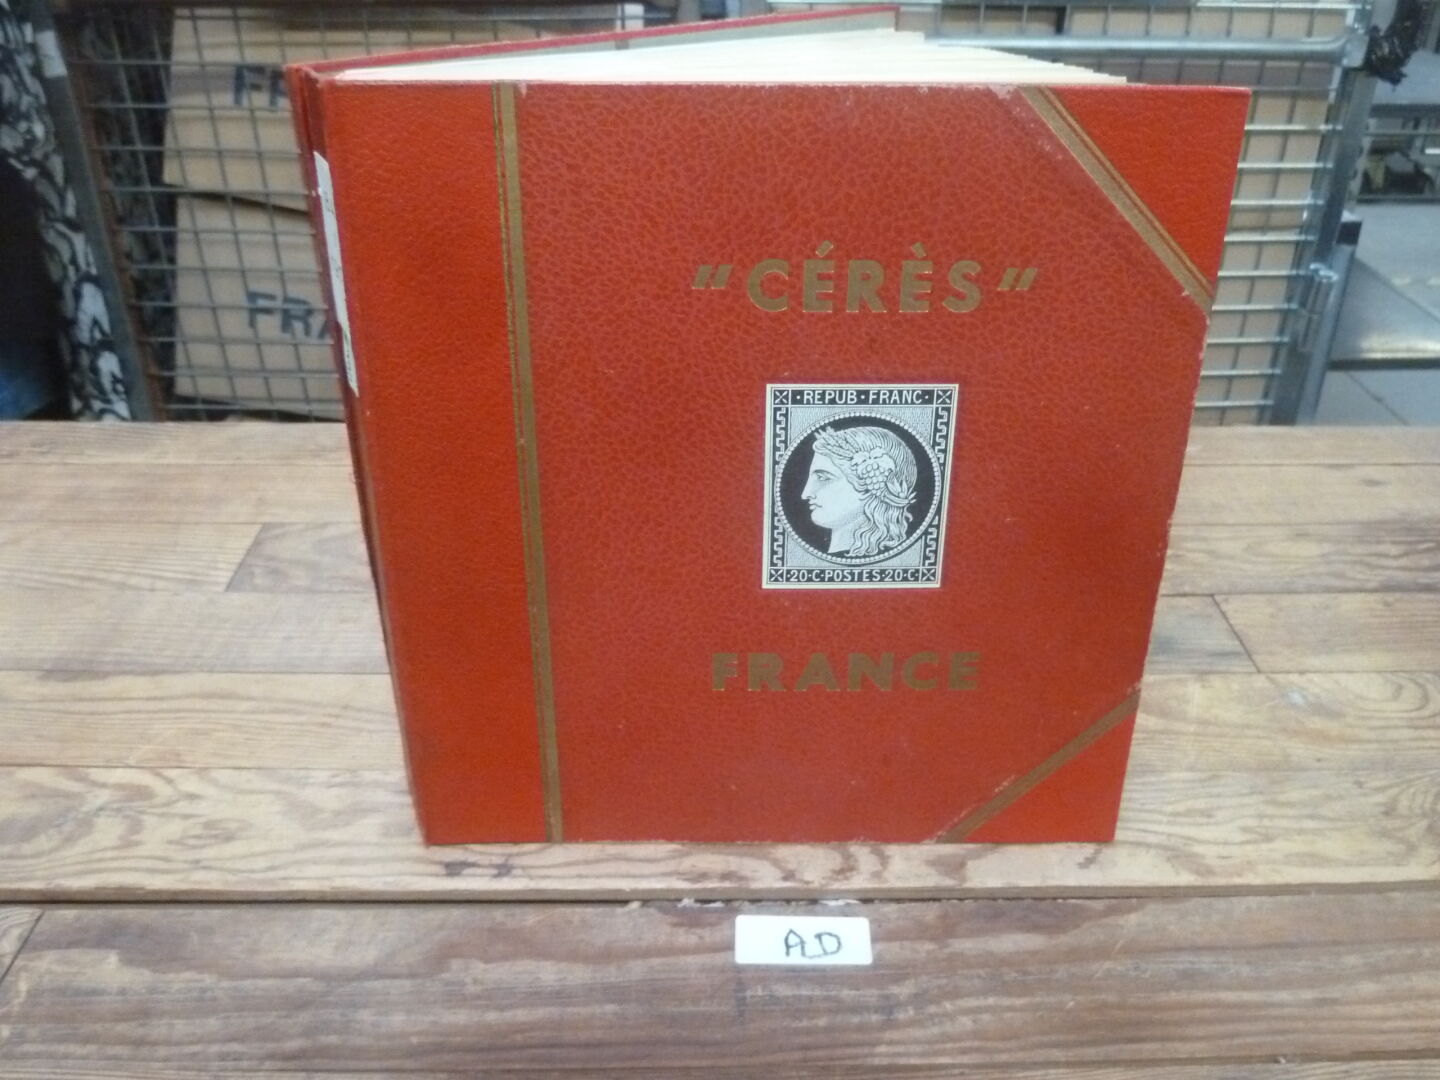 "CÉRÈS"
REPUB·FRANC·
20·C·POSTES·20·C·
FRANCE
AD